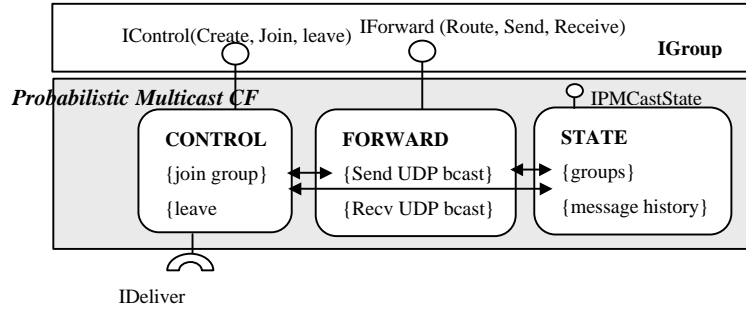 IControl(Create, Join, leave)
IForward (Route, Send, Receive)
IGroup
Probabilistic Multicast CF
IPMCastState
CONTROL
{join group}
{leave
FORWARD
{Send UDP bcast}
{Recv UDP bcast}
STATE
{groups}
{message history}
IDeliver